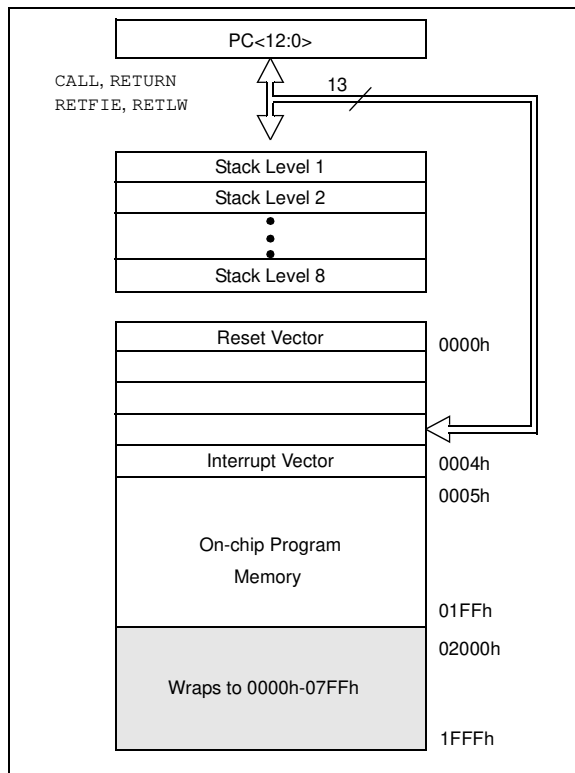 PC<12:0>
CALL, RETURN
RETFIE, RETLW
13
Stack Level 1
Stack Level 2
Stack Level 8
Reset Vector
0000h
Interrupt Vector
0004h
0005h
On-chip Program
Memory
01FFh
02000h
Wraps to 0000h-07FFh
1FFFh